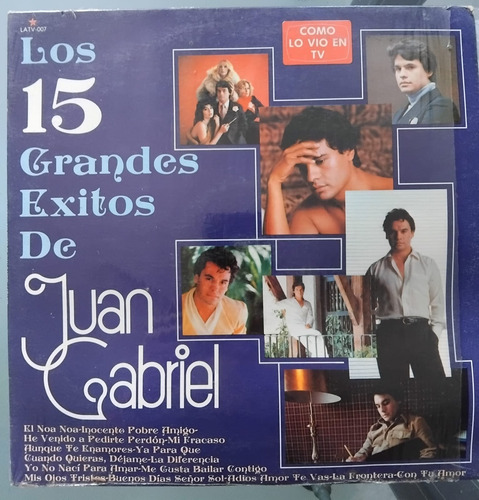 LATV-007
Los
15
Grandes
Exitos
De
Juan
Gabriel
COMO
LO VIO EN
TV
El Noa Noa-Inocente Pobre Amigo-
He Venido a Pedirte Perdón-Mi Fracaso
Aunque Te Enamores-Ya Para Que
Cuando Quieras, Déjame-La Diferencia
Yo No Nací Para Amar-Me Gusta Bailar Contigo
Mis Ojos Tristes-Buenos Días Señor Sol-Adios Amor Te Vas-La Frontera-Con Tu Amor